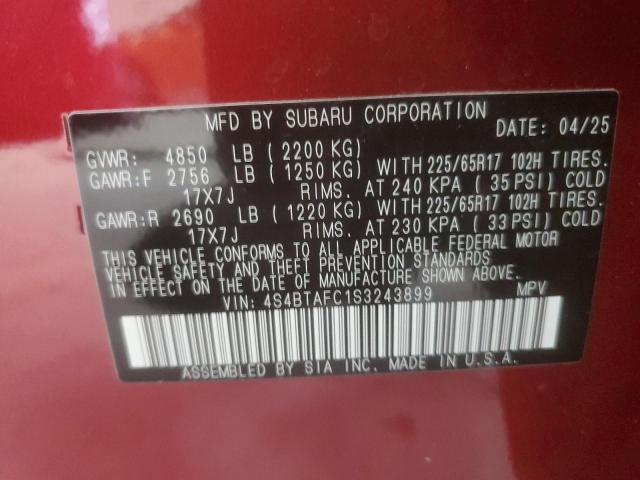 MFD BY SUBARU CORPORATION DATE: 04/25
GVWR: 4850 LB ( 2200 KG)
GAWR:F 2756 LB ( 1250 KG) WITH 225/65R17 102H TIRES.
17X7J RIMS. AT 240 KPA ( 35 PSI) COLD
GAWR:R 2690 LB ( 1220 KG) WITH 225/65R17 102H TIRES.
17X7J RIMS. AT 230 KPA ( 33 PSI) COLD
THIS VEHICLE CONFORMS TO ALL APPLICABLE FEDERAL MOTOR
VEHICLE SAFETY AND THEFT PREVENTION STANDARDS IN
EFFECT ON THE DATE OF MANUFACTURE SHOWN ABOVE.
VIN: 4S4BTAFC1S3243899 MPV
ASSEMBLED BY SIA INC. MADE IN U.S.A.